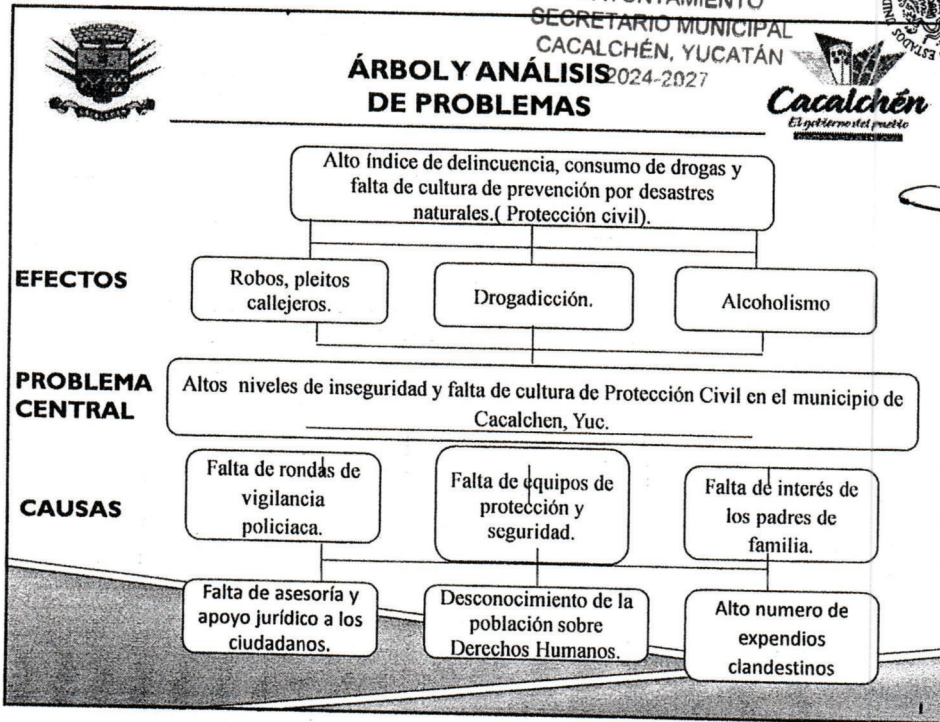 AYUNTAMIENTO
SECRETARIO MUNICIPAL
CACALCHÉN, YUCATÁN
2024-2027
ESTADOS UNID
ÁRBOL Y ANÁLISIS
DE PROBLEMAS
Cacalchén
El gobierno del pueblo
Alto índice de delincuencia, consumo de drogas y
falta de cultura de prevención por desastres
naturales.( Protección civil).
EFECTOS
Robos, pleitos
callejeros.
Drogadicción.
Alcoholismo
PROBLEMA
CENTRAL
Altos niveles de inseguridad y falta de cultura de Protección Civil en el municipio de
Cacalchen, Yuc.
CAUSAS
Falta de rondas de
vigilancia
policiaca.
Falta de equipos de
protección y
seguridad.
Falta de interés de
los padres de
familia.
Falta de asesoría y
apoyo jurídico a los
ciudadanos.
Desconocimiento de la
población sobre
Derechos Humanos.
Alto numero de
expendios
clandestinos
1